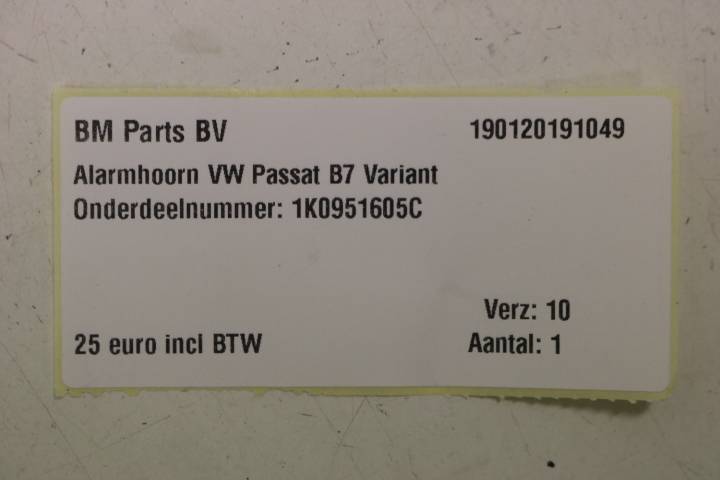 BM Parts BV 190120191049
Alarmhoorn VW Passat B7 Variant
Onderdeelnummer: 1K0951605C
Verz: 10
25 euro incl BTW Aantal: 1